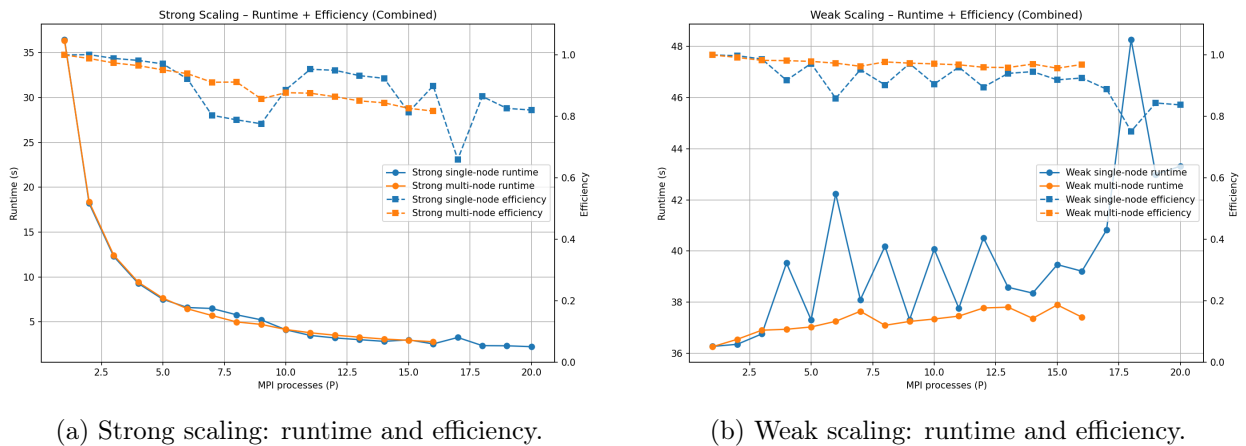 Strong Scaling – Runtime + Efficiency (Combined)
35
30
25
20
15
10
5
Runtime (s)
1.0
0.8
0.6
0.4
0.2
0.0
Efficiency
Strong single-node runtime
Strong multi-node runtime
Strong single-node efficiency
Strong multi-node efficiency
2.5 5.0 7.5 10.0 12.5 15.0 17.5 20.0
MPI processes (P)
(a) Strong scaling: runtime and efficiency.
Weak Scaling – Runtime + Efficiency (Combined)
48
46
44
42
40
38
36
Runtime (s)
1.0
0.8
0.6
0.4
0.2
0.0
Efficiency
Weak single-node runtime
Weak multi-node runtime
Weak single-node efficiency
Weak multi-node efficiency
2.5 5.0 7.5 10.0 12.5 15.0 17.5 20.0
MPI processes (P)
(b) Weak scaling: runtime and efficiency.